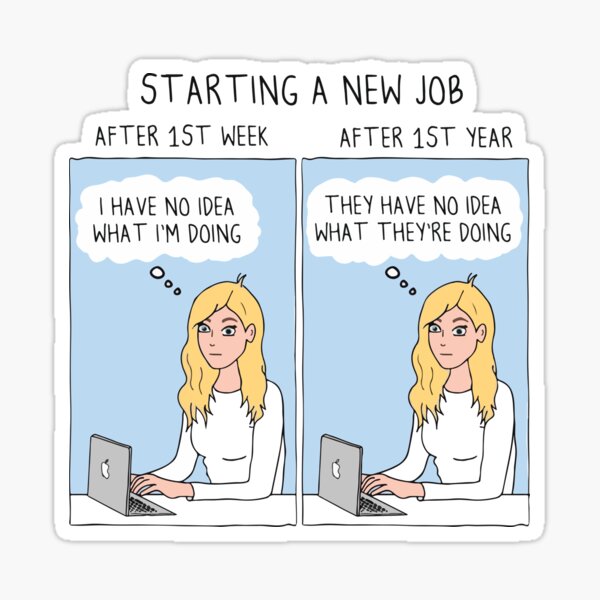 STARTING A NEW JOB
AFTER 1ST WEEK
I HAVE NO IDEA
WHAT I'M DOING
AFTER 1ST YEAR
THEY HAVE NO IDEA
WHAT THEY'RE DOING